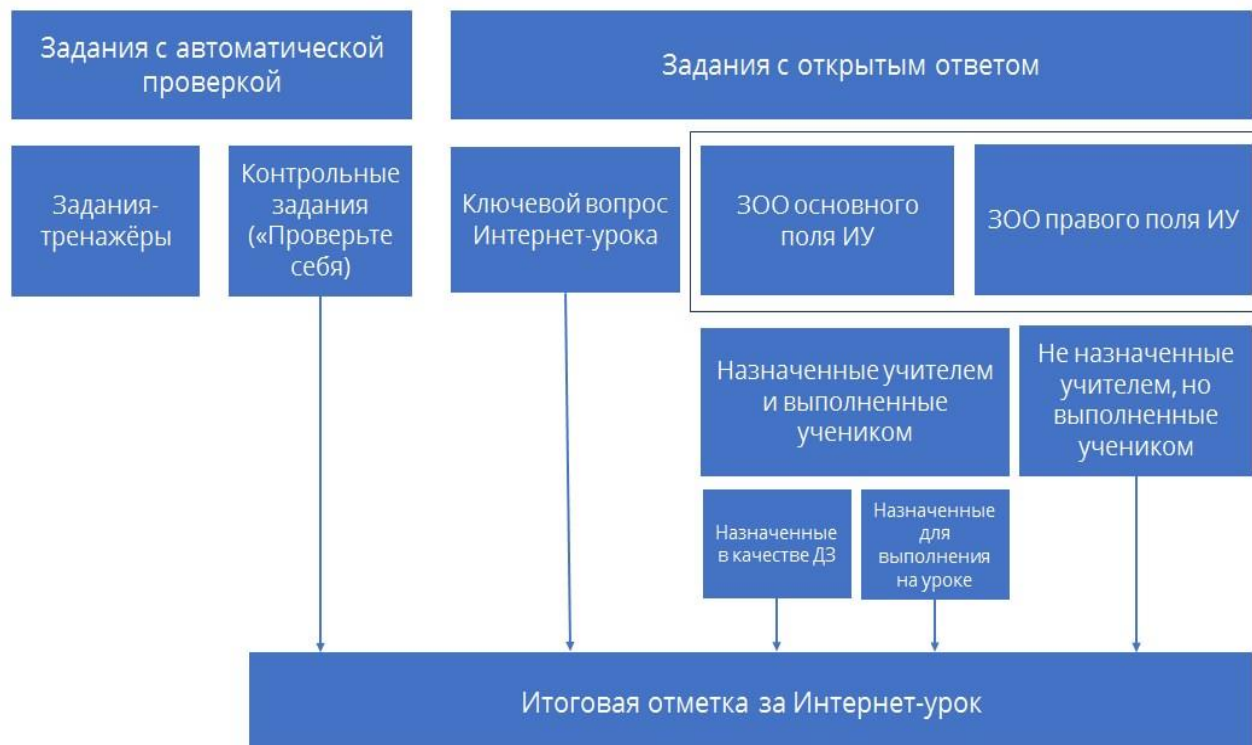 Задания с автоматической
проверкой
Задания с открытым ответом
Задания-
тренажёры
Контрольные
задания
(«Проверьте
себя)
Ключевой вопрос
Интернет-урока
ЗОО основного
поля ИУ
ЗОО правого поля ИУ
Назначенные учителем
и выполненные
учеником
Не назначенные
учителем, но
выполненные
учеником
Назначенные
в качестве ДЗ
Назначенные
для
выполнения
на уроке
Итоговая отметка за Интернет-урок